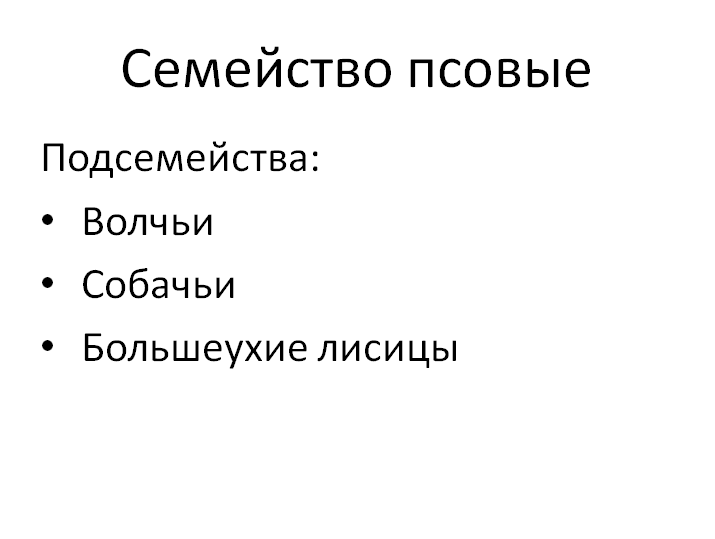 Семейство псовые
Подсемейства:
• Волчьи
• Собачьи
• Большеухие лисицы